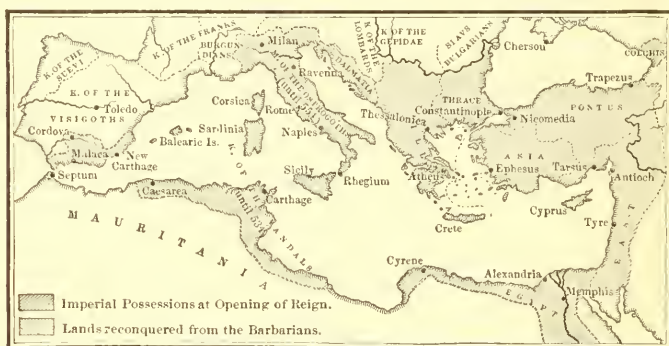 K. OF THE SUEVI
K. OF THE FRANKS
BURGUNDIANS
Milan
Ravenna
K. OF THE OSTROGOTHS
(until 554)
DALMATIA
K. OF THE LOMBARDS
K. OF THE GEPIDAE
SLAVS
BULGARIANS
Cherson
COLCHIS
Trapezus
PONTUS
K. OF THE
VISIGOTHS
Toledo
Cordova
Malaca
New
Carthage
Septum
Balearic Is.
Corsica
Sardinia
Rome
Naples
Sicily
Rhegium
Thessalonica
THRACE
Constantinople
Nicomedia
ASIA
Ephesus
Athens
Tarsus
Antioch
Cyprus
Crete
Tyre
EAST
Caesarea
Carthage
K. OF THE VANDALS
(until 534)
MAURITANIA
Cyrene
Alexandria
EGYPT
Memphis
Imperial Possessions at Opening of Reign.
Lands reconquered from the Barbarians.